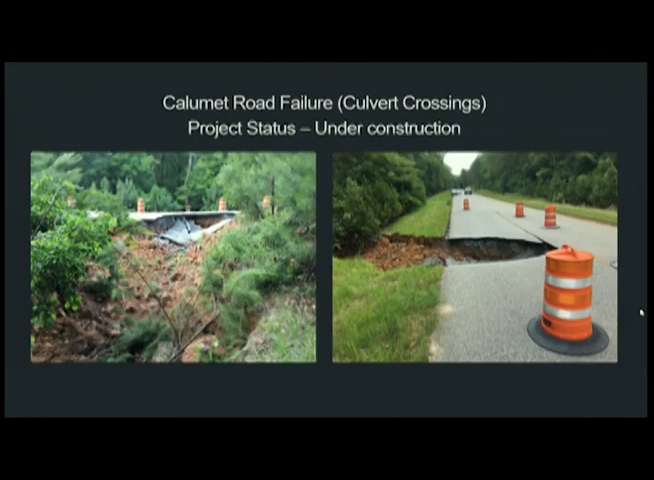 Calumet Road Failure (Culvert Crossings)
Project Status – Under construction